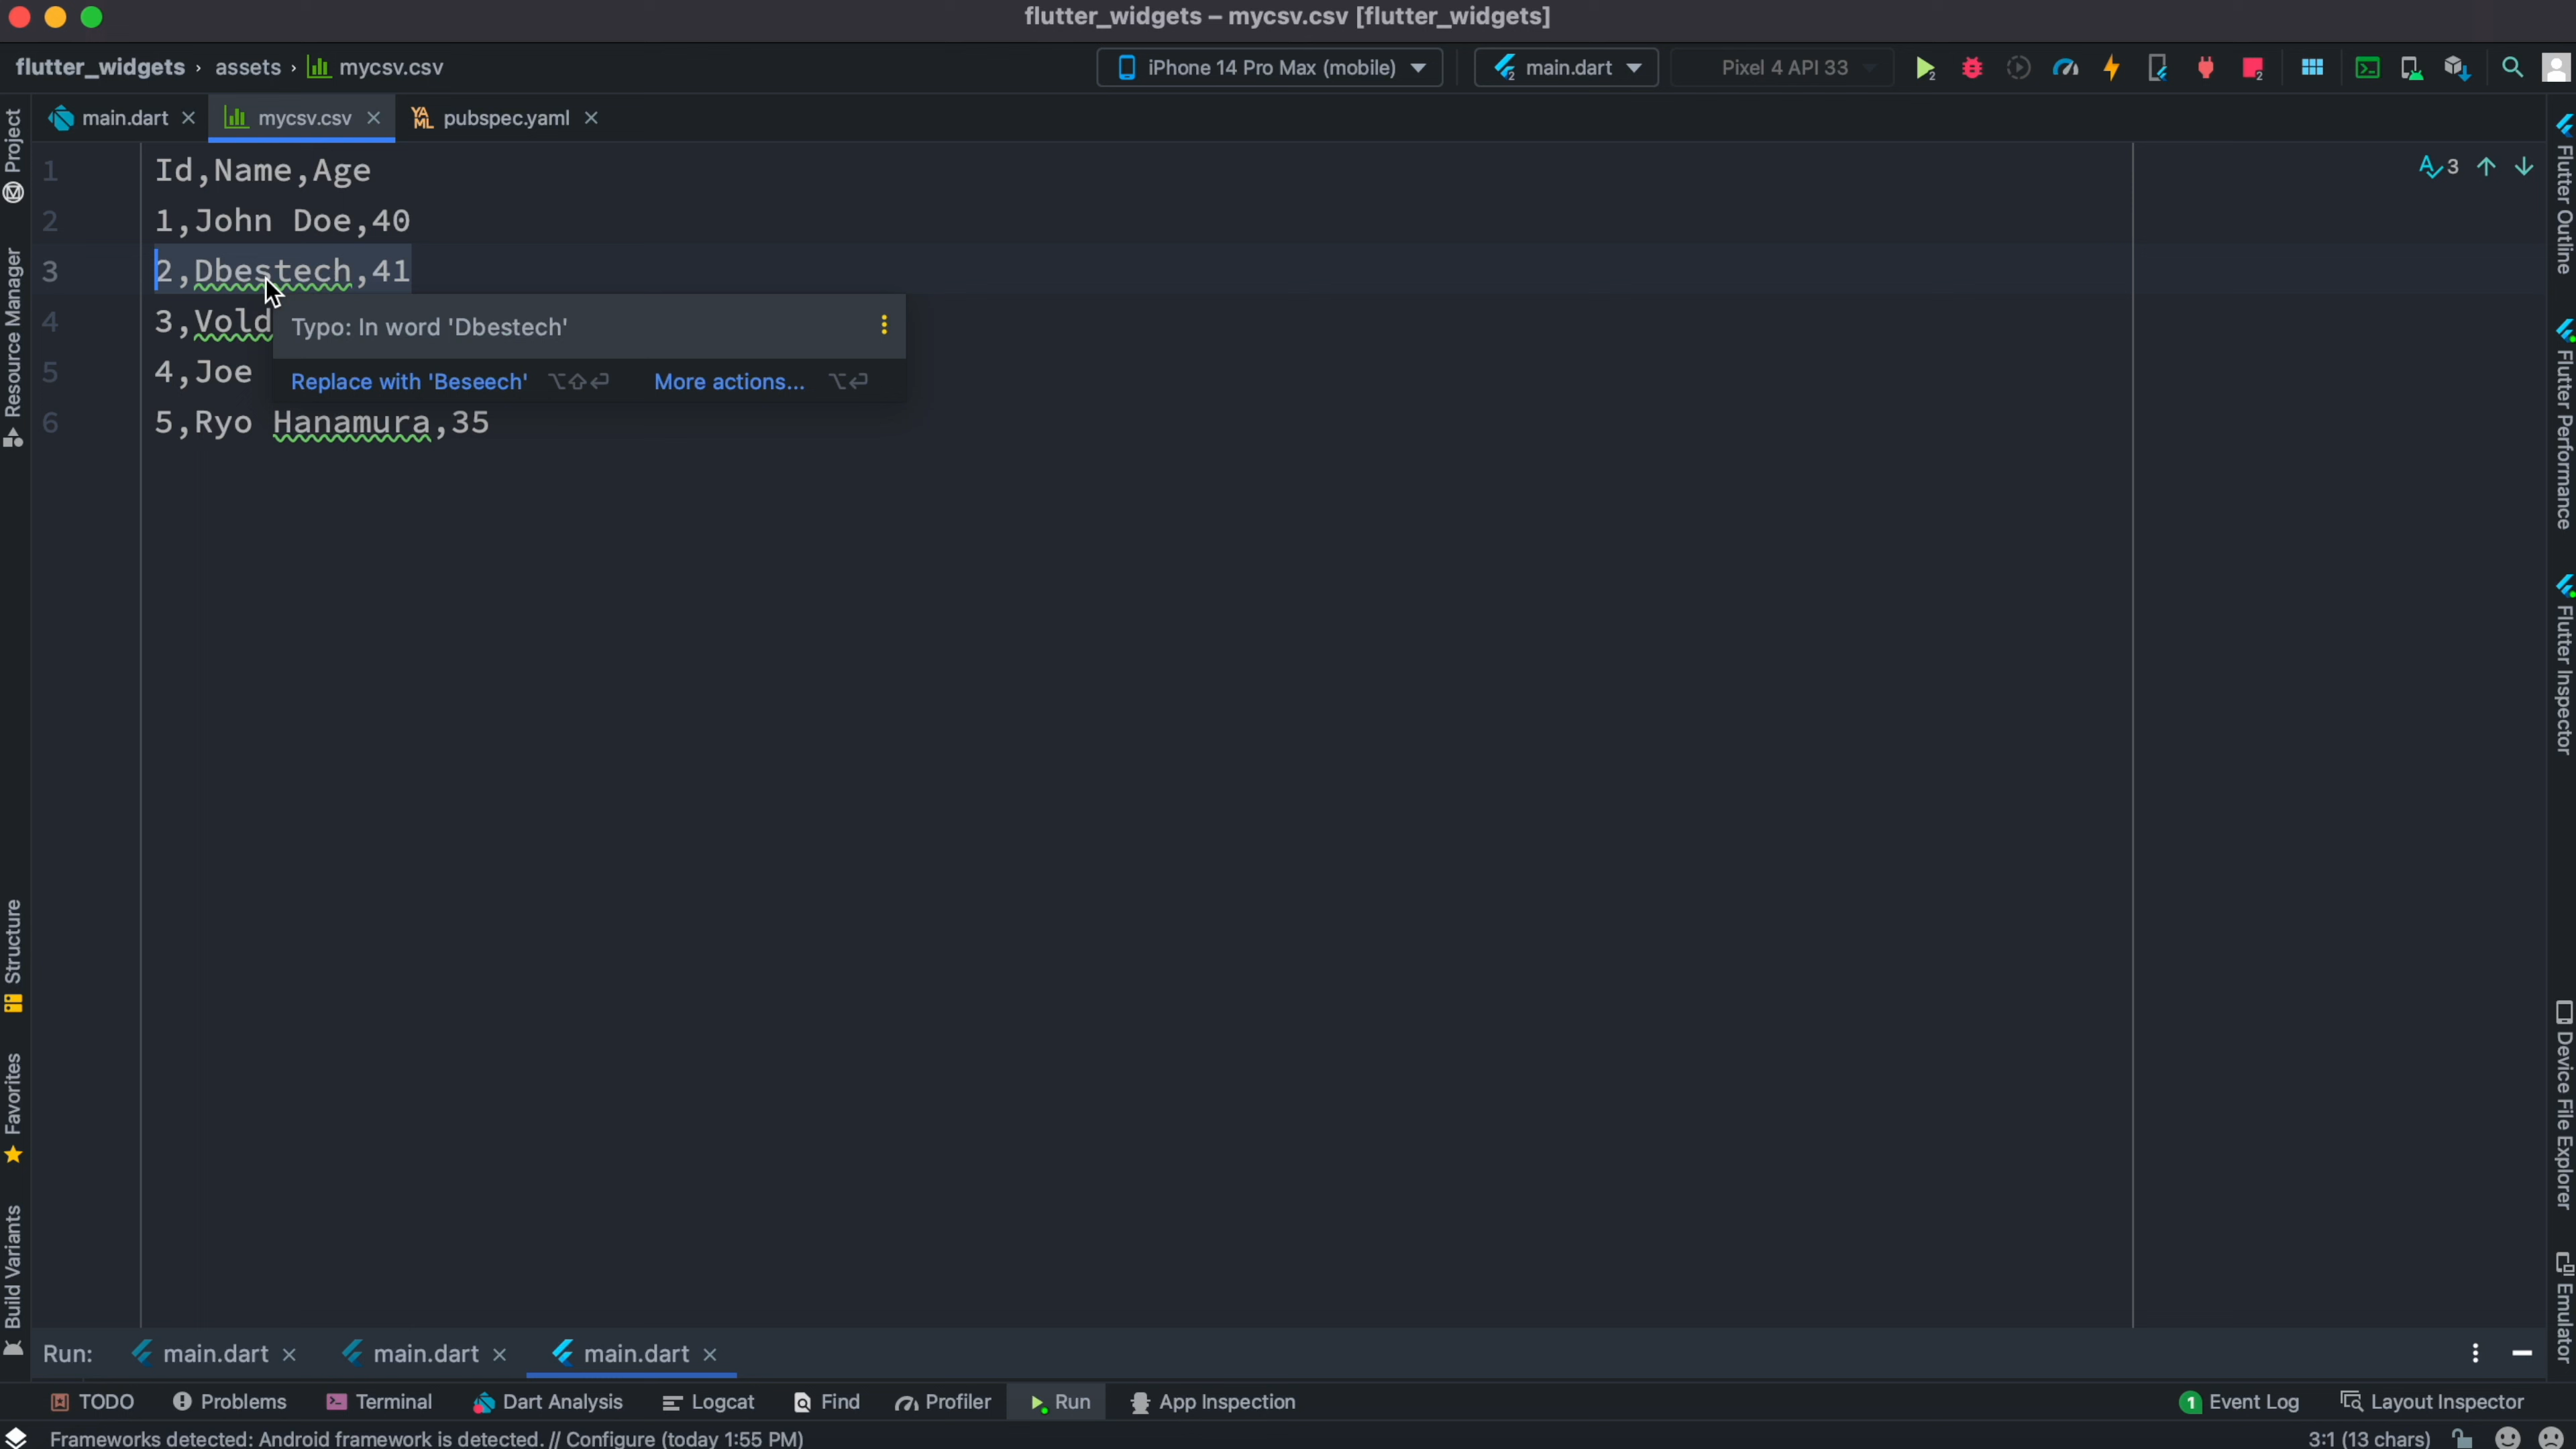 flutter_widgets – mycsv.csv [flutter_widgets]
flutter_widgets › assets › mycsv.csv
iPhone 14 Pro Max (mobile)
main.dart
Pixel 4 API 33
main.dart
mycsv.csv
YAML pubspec.yaml
Project
Resource Manager
Structure
Favorites
Build Variants
1 Id,Name,Age
2 1,John Doe,40
3 2,Dbestech,41
4 3,Vold
5 4,Joe
6 5,Ryo Hanamura,35
3
Typo: In word 'Dbestech'
Replace with 'Beseech' ⌥⇧⏎ More actions... ⌥⏎
Flutter Outline
Flutter Performance
Flutter Inspector
Device File Explorer
Emulator
Run: main.dart main.dart main.dart
TODO Problems Terminal Dart Analysis Logcat Find Profiler Run App Inspection
1 Event Log Layout Inspector
Frameworks detected: Android framework is detected. // Configure (today 1:55 PM)
3:1 (13 chars)